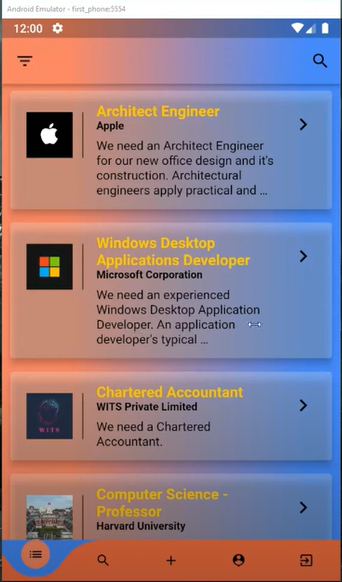 Android Emulator - first_phone:5554
12:00
Architect Engineer
Apple
We need an Architect Engineer
for our new office design and it's
construction. Architectural
engineers apply practical and ...
Windows Desktop
Applications Developer
Microsoft Corporation
We need an experienced
Windows Desktop Application
Developer. An application
developer's typical ...
WITS
Chartered Accountant
WITS Private Limited
We need a Chartered
Accountant.
Computer Science -
Professor
Harvard University